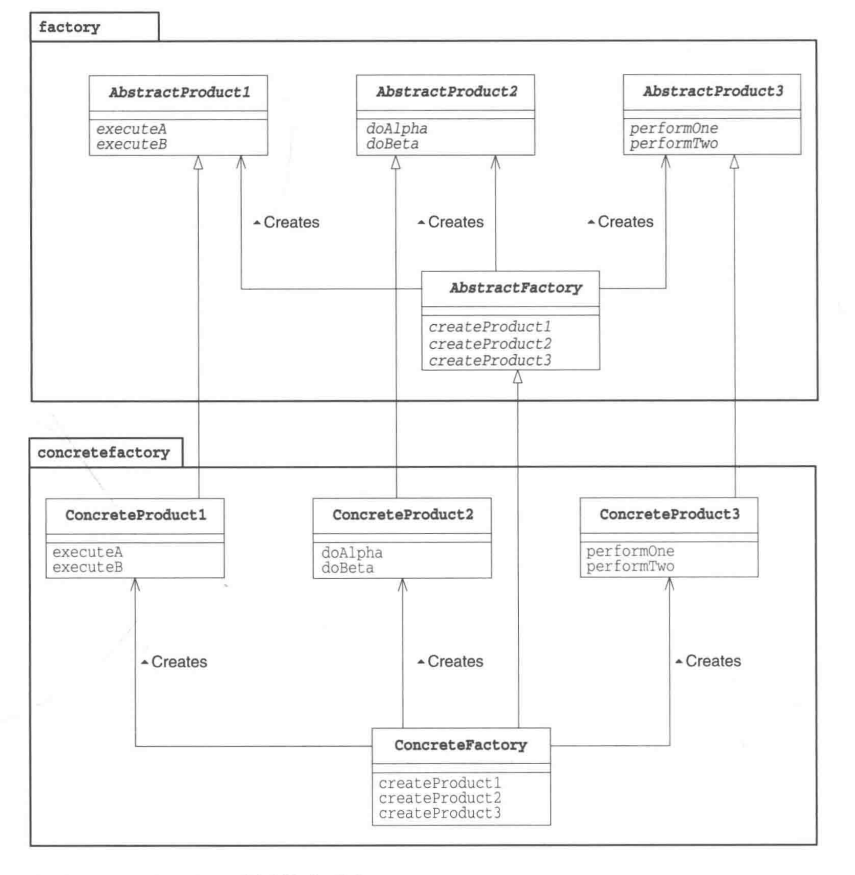 factory
AbstractProduct1
executeA
executeB
AbstractProduct2
doAlpha
doBeta
AbstractProduct3
performOne
performTwo
Creates
Creates
Creates
AbstractFactory
createProduct1
createProduct2
createProduct3
concretefactory
ConcreteProduct1
executeA
executeB
ConcreteProduct2
doAlpha
doBeta
ConcreteProduct3
performOne
performTwo
Creates
Creates
Creates
ConcreteFactory
createProduct1
createProduct2
createProduct3